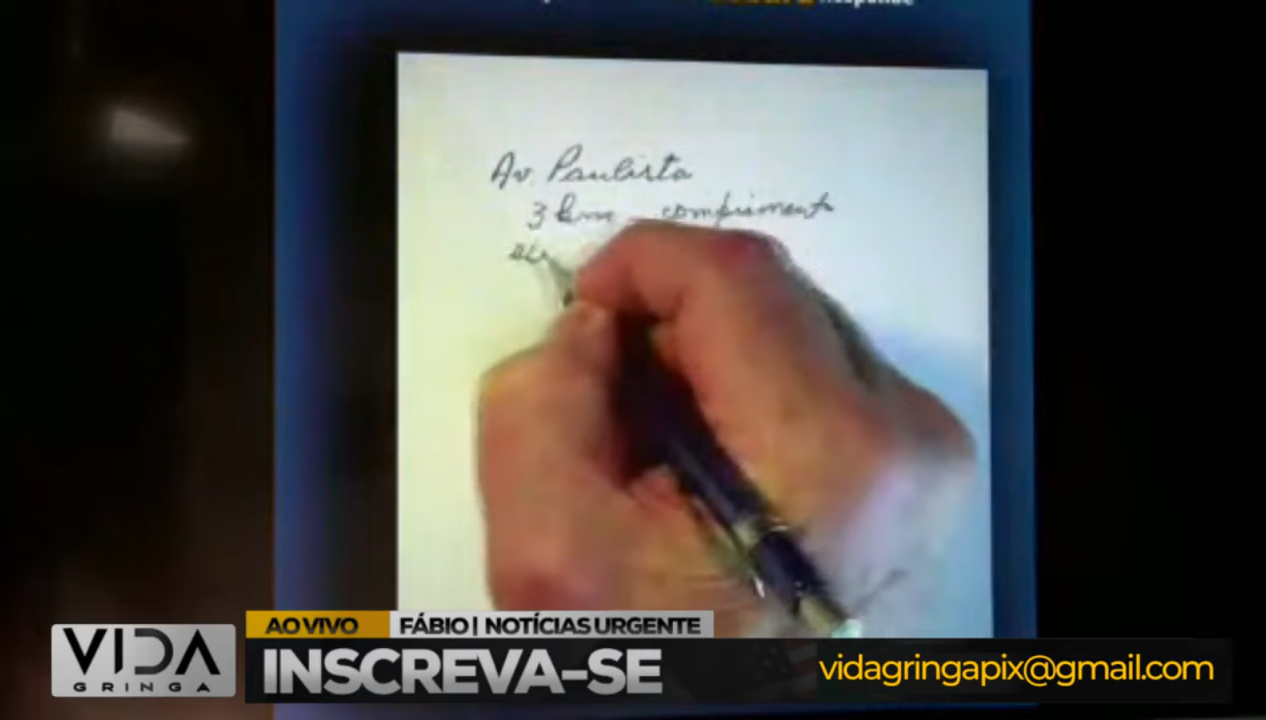 Av. Paulista
3 km comprimento
VIDA
GRINGA
AO VIVO
FÁBIO | NOTÍCIAS URGENTE
INSCREVA-SE
vidagringapix@gmail.com